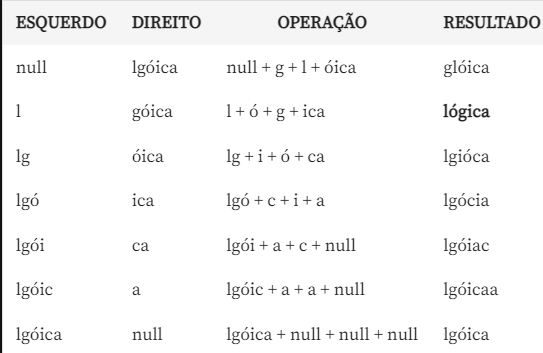 ESQUERDO DIREITO OPERAÇÃO RESULTADO
null lgóica null + g + l + óica glóica
l góica l + ó + g + ica lógica
lg óica lg + i + ó + ca lgióca
lgó ica lgó + c + i + a lgócia
lgói ca lgói + a + c + null lgóiac
lgóic a lgóic + a + a + null lgóicaa
lgóica null lgóica + null + null + null lgóica